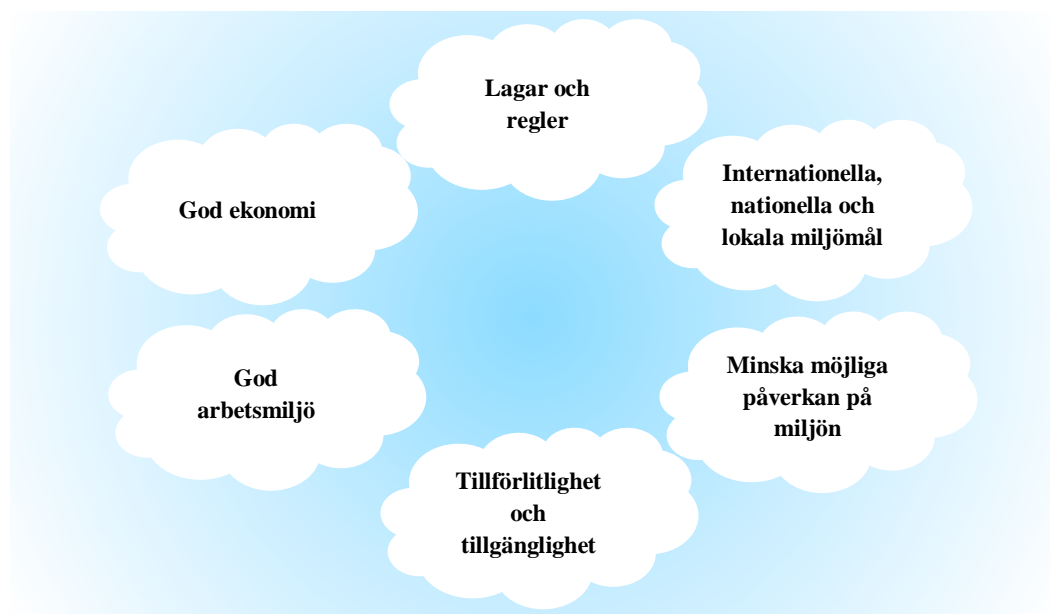 Lagar och
regler
God ekonomi
Internationella,
nationella och
lokala miljömål
God
arbetsmiljö
Minska möjliga
påverkan på
miljön
Tillförlitlighet
och
tillgänglighet